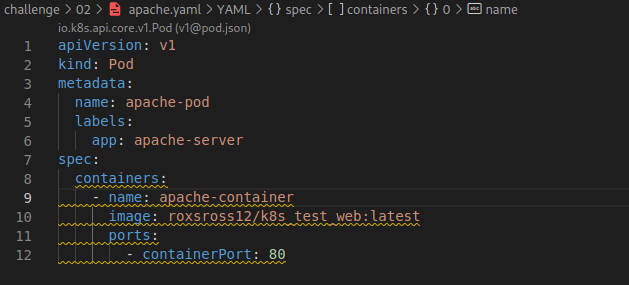 challenge > 02 > apache.yaml > YAML > {} spec > [ ] containers > {} 0 > abc name
io.k8s.api.core.v1.Pod (v1@pod.json)
1 apiVersion: v1
2 kind: Pod
3 metadata:
4   name: apache-pod
5   labels:
6     app: apache-server
7 spec:
8   containers:
9     - name: apache-container
10       image: roxsross12/k8s_test_web:latest
11       ports:
12         - containerPort: 80